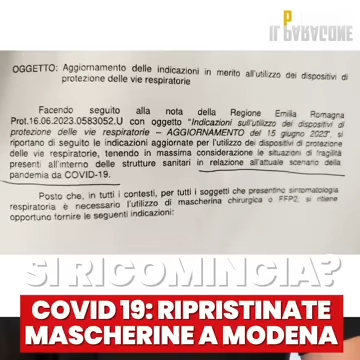 IL PARAGONE
OGGETTO: Aggiornamento delle indicazioni in merito all'utilizzo dei dispositivi di
protezione delle vie respiratorie
Facendo seguito alla nota della Regione Emilia Romagna
Prot.16.06.2023.0583052.U con oggetto "Indicazioni sull'utilizzo dei dispositivi di
protezione delle vie respiratorie – AGGIORNAMENTO del 15 giugno 2023", si
riportano di seguito le indicazioni aggiornate per l'utilizzo dei dispositivi di protezione
delle vie respiratorie, tenendo in massima considerazione le situazioni di fragilità
presenti all'interno delle strutture sanitari in relazione all'attuale scenario della
pandemia da COVID-19.
Posto che, in tutti i contesti, per tutti i soggetti che presentino sintomatologia
respiratoria è necessario l'utilizzo di mascherina chirurgica o FFP2, si ritiene
opportuno fornire le seguenti indicazioni:
SI RICOMINCIA?
COVID 19: RIPRISTINATE
MASCHERINE A MODENA